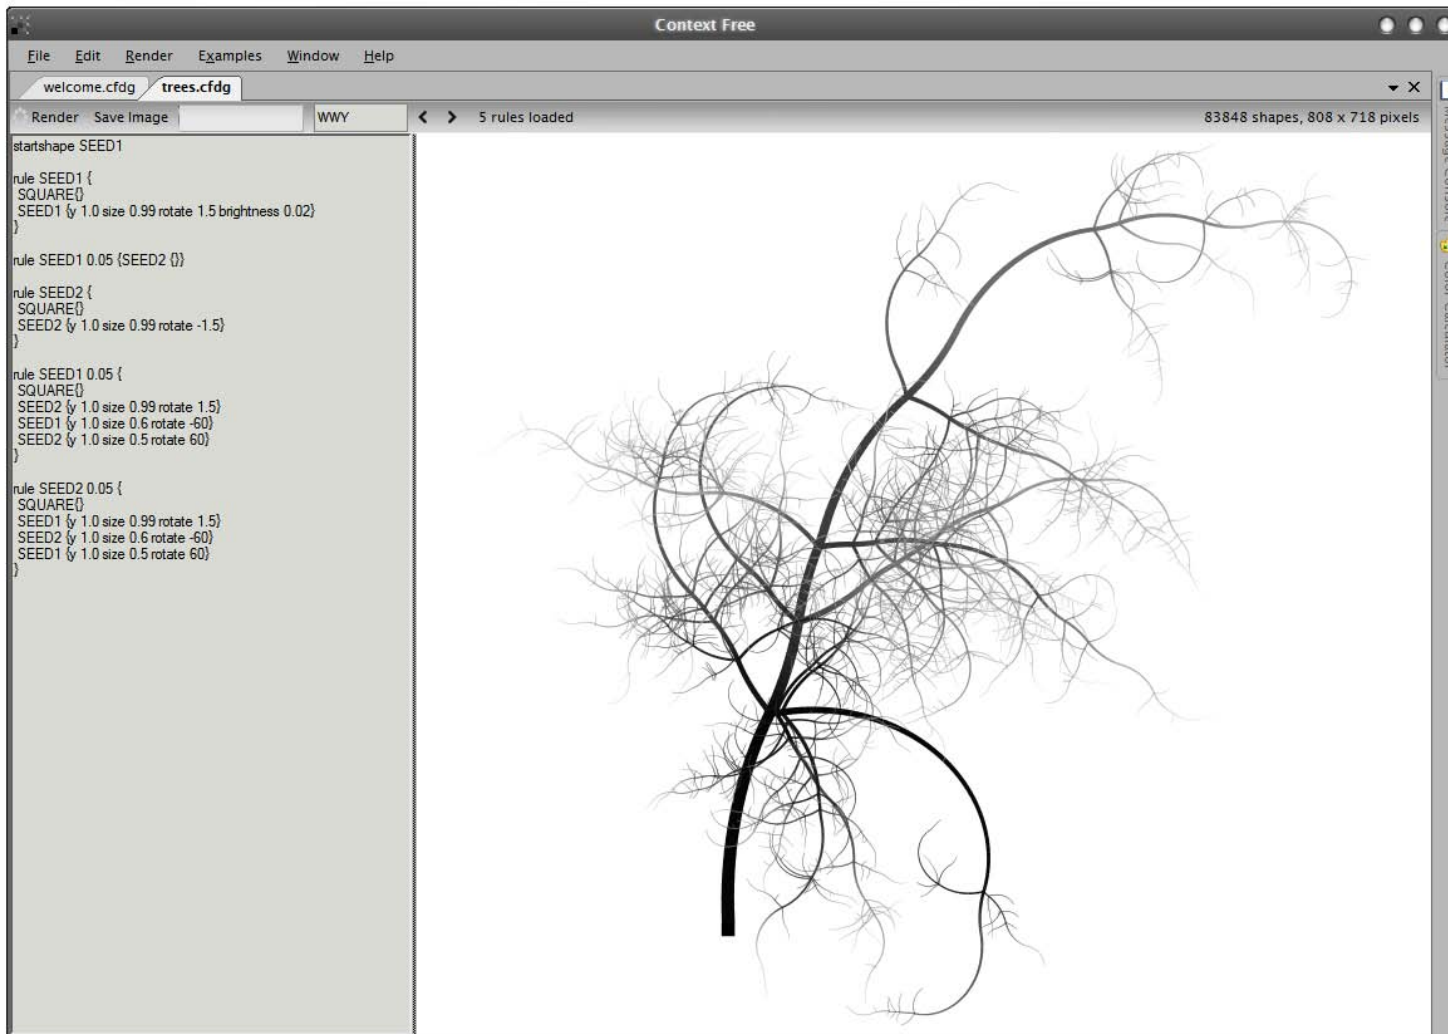 Context Free
File Edit Render Examples Window Help
welcome.cfdg trees.cfdg
Render Save Image WWY < > 5 rules loaded 83848 shapes, 808 x 718 pixels
startshape SEED1
rule SEED1 {
SQUARE{}
SEED1 {y 1.0 size 0.99 rotate 1.5 brightness 0.02}
}
rule SEED1 0.05 {SEED2 {}}
rule SEED2 {
SQUARE{}
SEED2 {y 1.0 size 0.99 rotate -1.5}
}
rule SEED1 0.05 {
SQUARE{}
SEED2 {y 1.0 size 0.99 rotate 1.5}
SEED1 {y 1.0 size 0.6 rotate -60}
SEED2 {y 1.0 size 0.5 rotate 60}
}
rule SEED2 0.05 {
SQUARE{}
SEED1 {y 1.0 size 0.99 rotate 1.5}
SEED2 {y 1.0 size 0.6 rotate -60}
SEED1 {y 1.0 size 0.5 rotate 60}
}